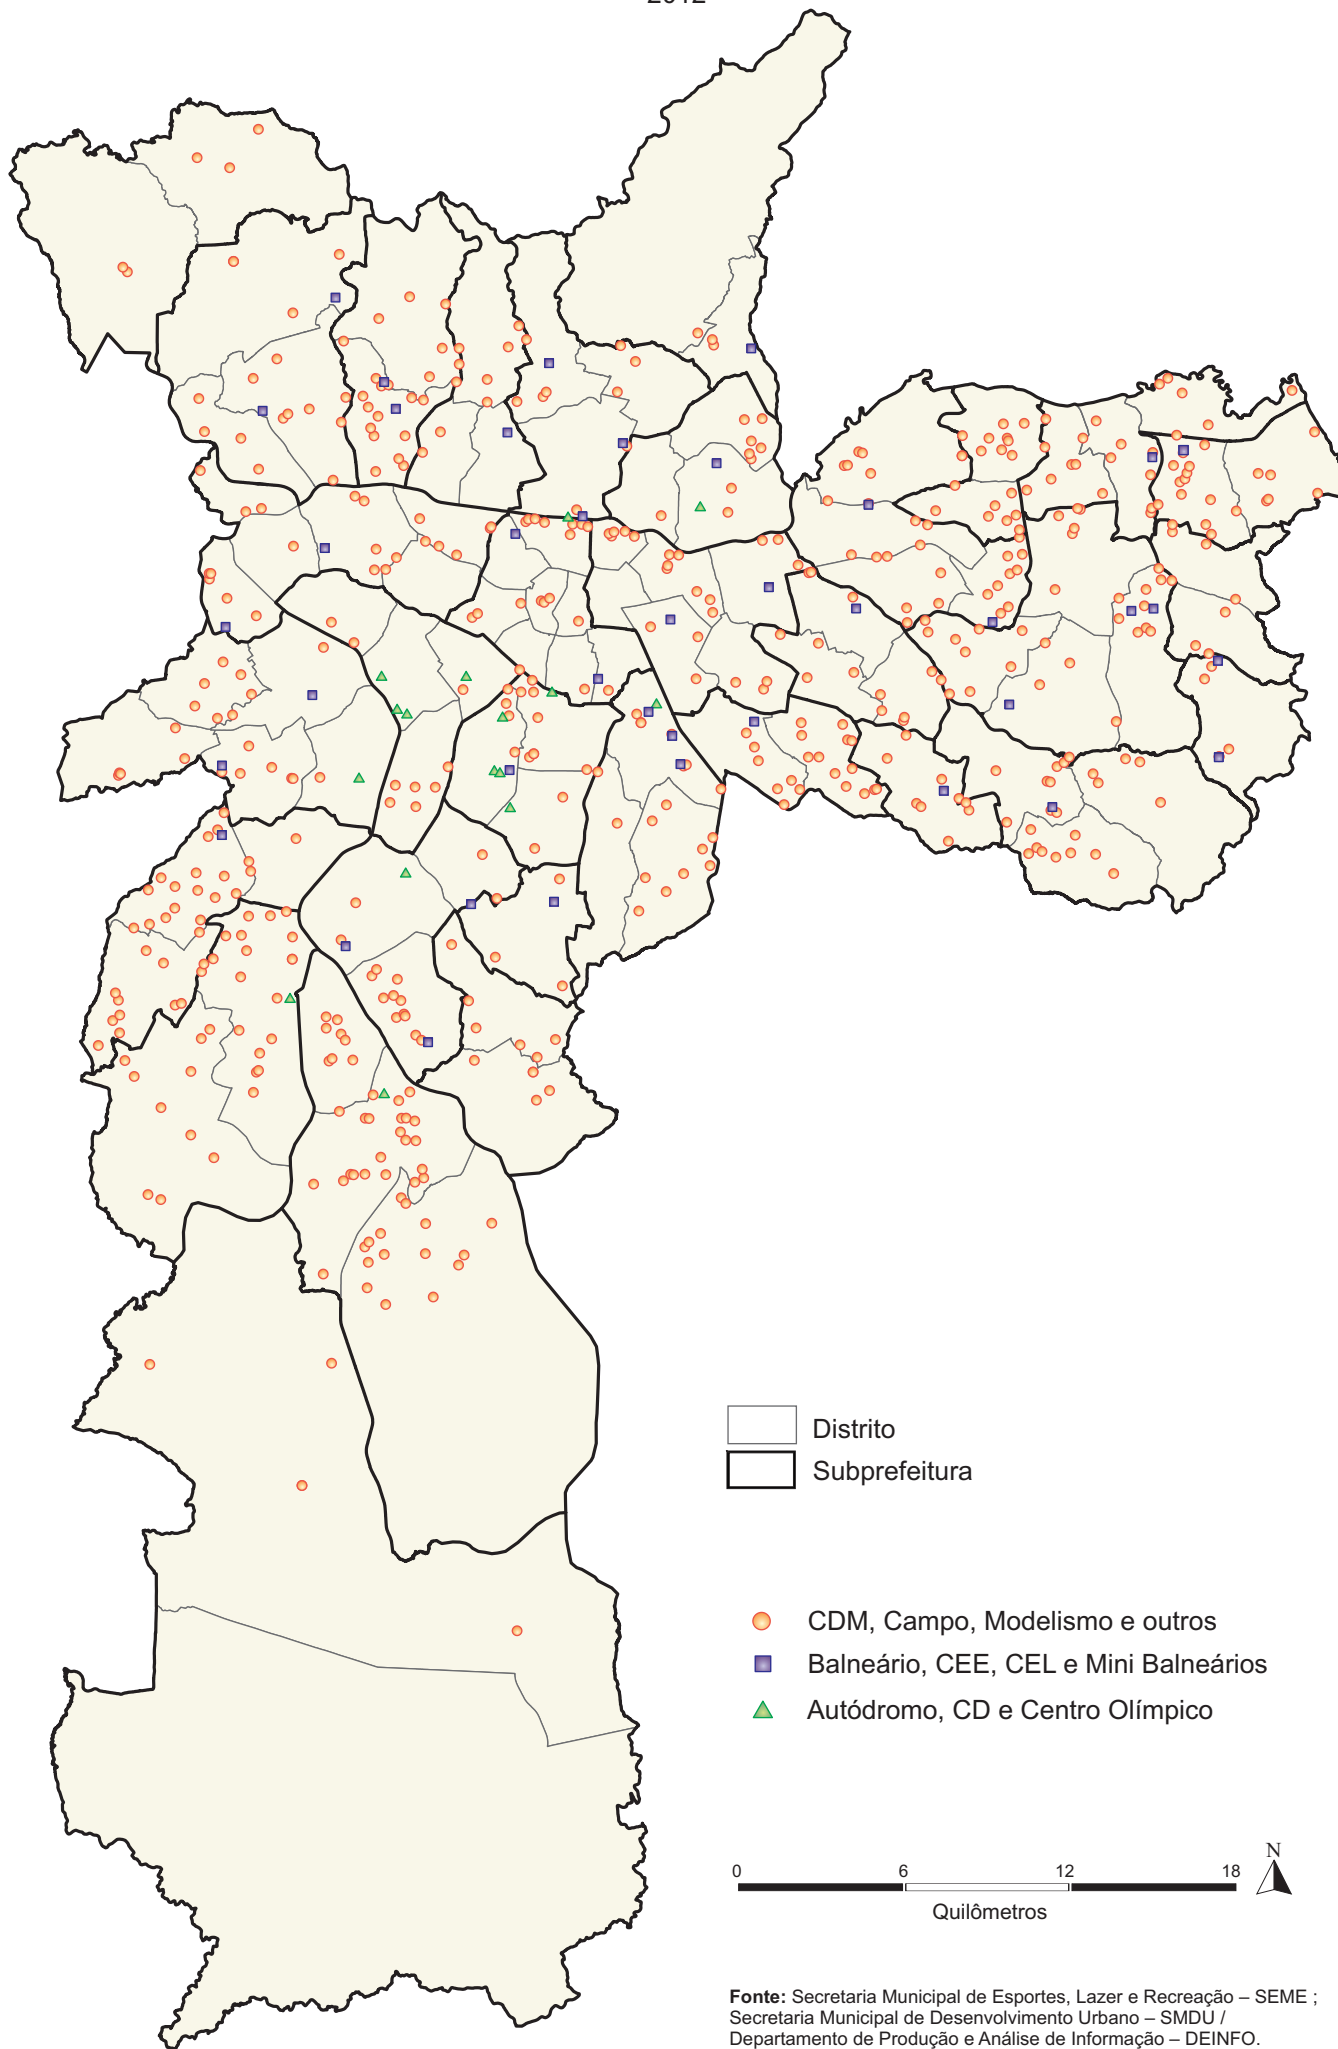 2012
Distrito
Subprefeitura
CDM, Campo, Modelismo e outros
Balneário, CEE, CEL e Mini Balneários
Autódromo, CD e Centro Olímpico
N
0 6 12 18
Quilômetros
Fonte: Secretaria Municipal de Esportes, Lazer e Recreação – SEME ;
Secretaria Municipal de Desenvolvimento Urbano – SMDU /
Departamento de Produção e Análise de Informação – DEINFO.